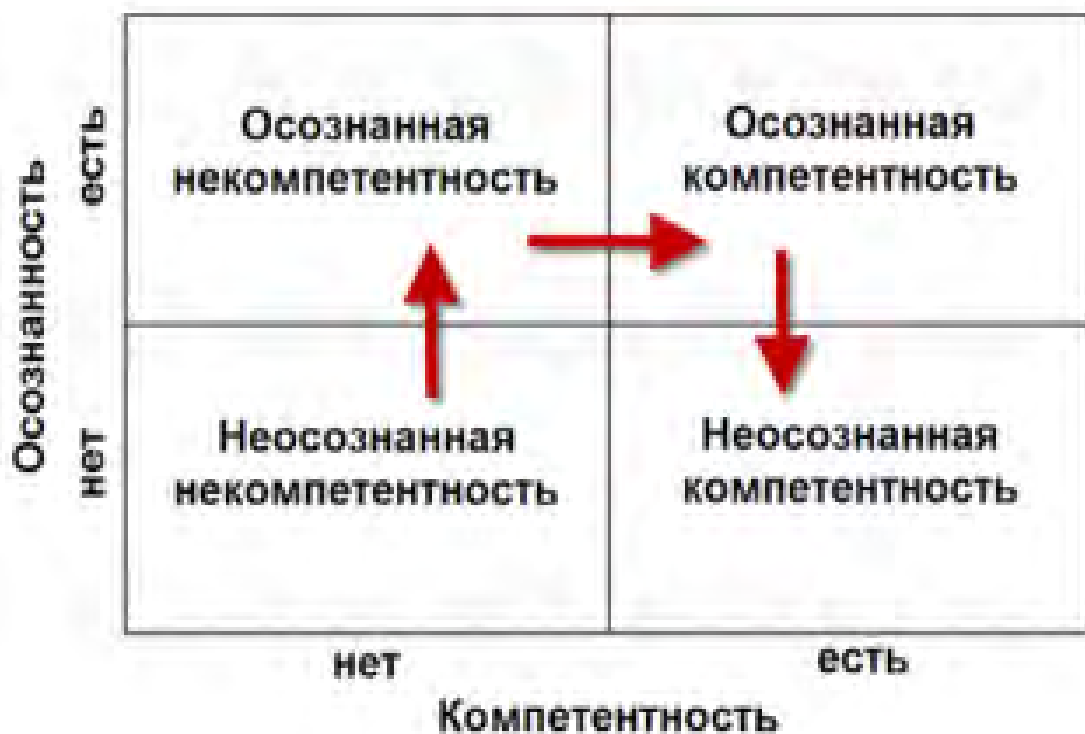 Осознанность
есть
нет
Осознанная
некомпетентность
Осознанная
компетентность
Неосознанная
некомпетентность
Неосознанная
компетентность
нет
есть
Компетентность